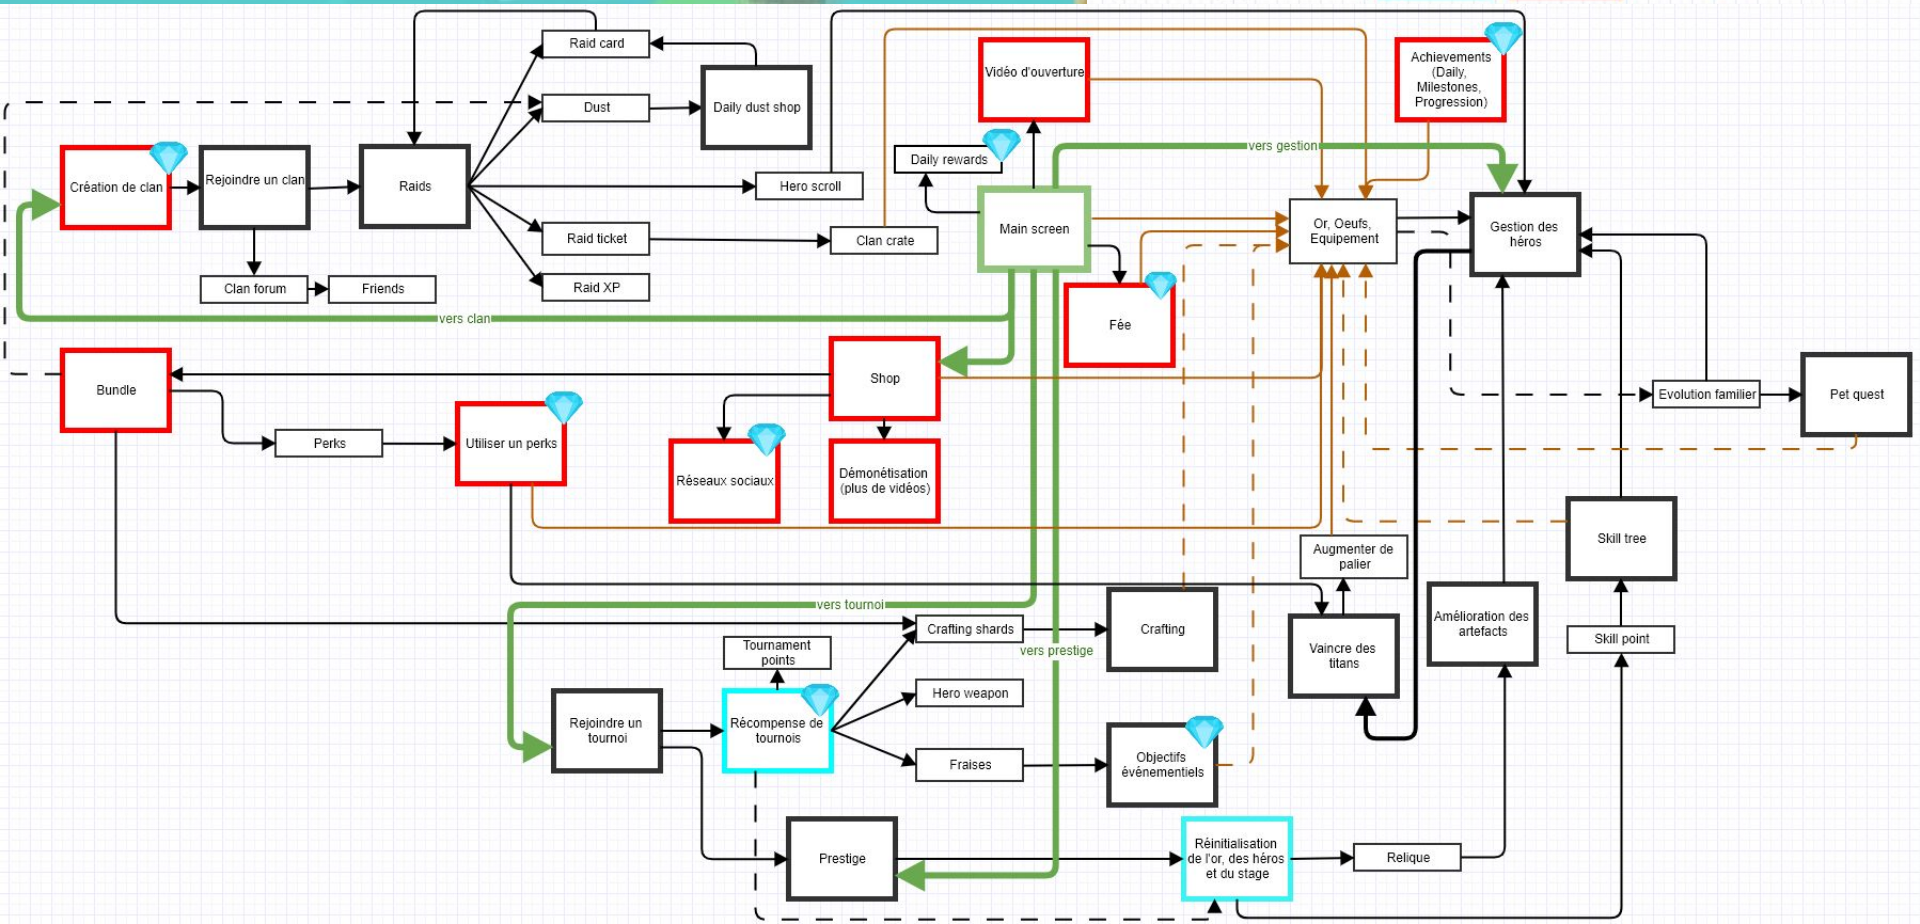 Raid card
Vidéo d'ouverture
Achievements
(Daily,
Milestones,
Progression)
Dust
Daily dust shop
vers gestion
Daily rewards
Création de clan
Rejoindre un clan
Raids
Hero scroll
Main screen
Or, Oeufs,
Equipement
Gestion des
héros
Raid ticket
Clan crate
Clan forum
Friends
Raid XP
vers clan
Fée
Bundle
Shop
Evolution familier
Pet quest
Perks
Utiliser un perks
Réseaux sociaux
Démonétisation
(plus de vidéos)
Skill tree
Augmenter de
palier
vers tournoi
Crafting shards
Crafting
Amélioration des
artefacts
Skill point
Tournament
points
vers prestige
Vaincre des
titans
Hero weapon
Rejoindre un
tournoi
Récompense de
tournois
Fraises
Objectifs
événementiels
Prestige
Réinitialisation
de l'or, des héros
et du stage
Relique